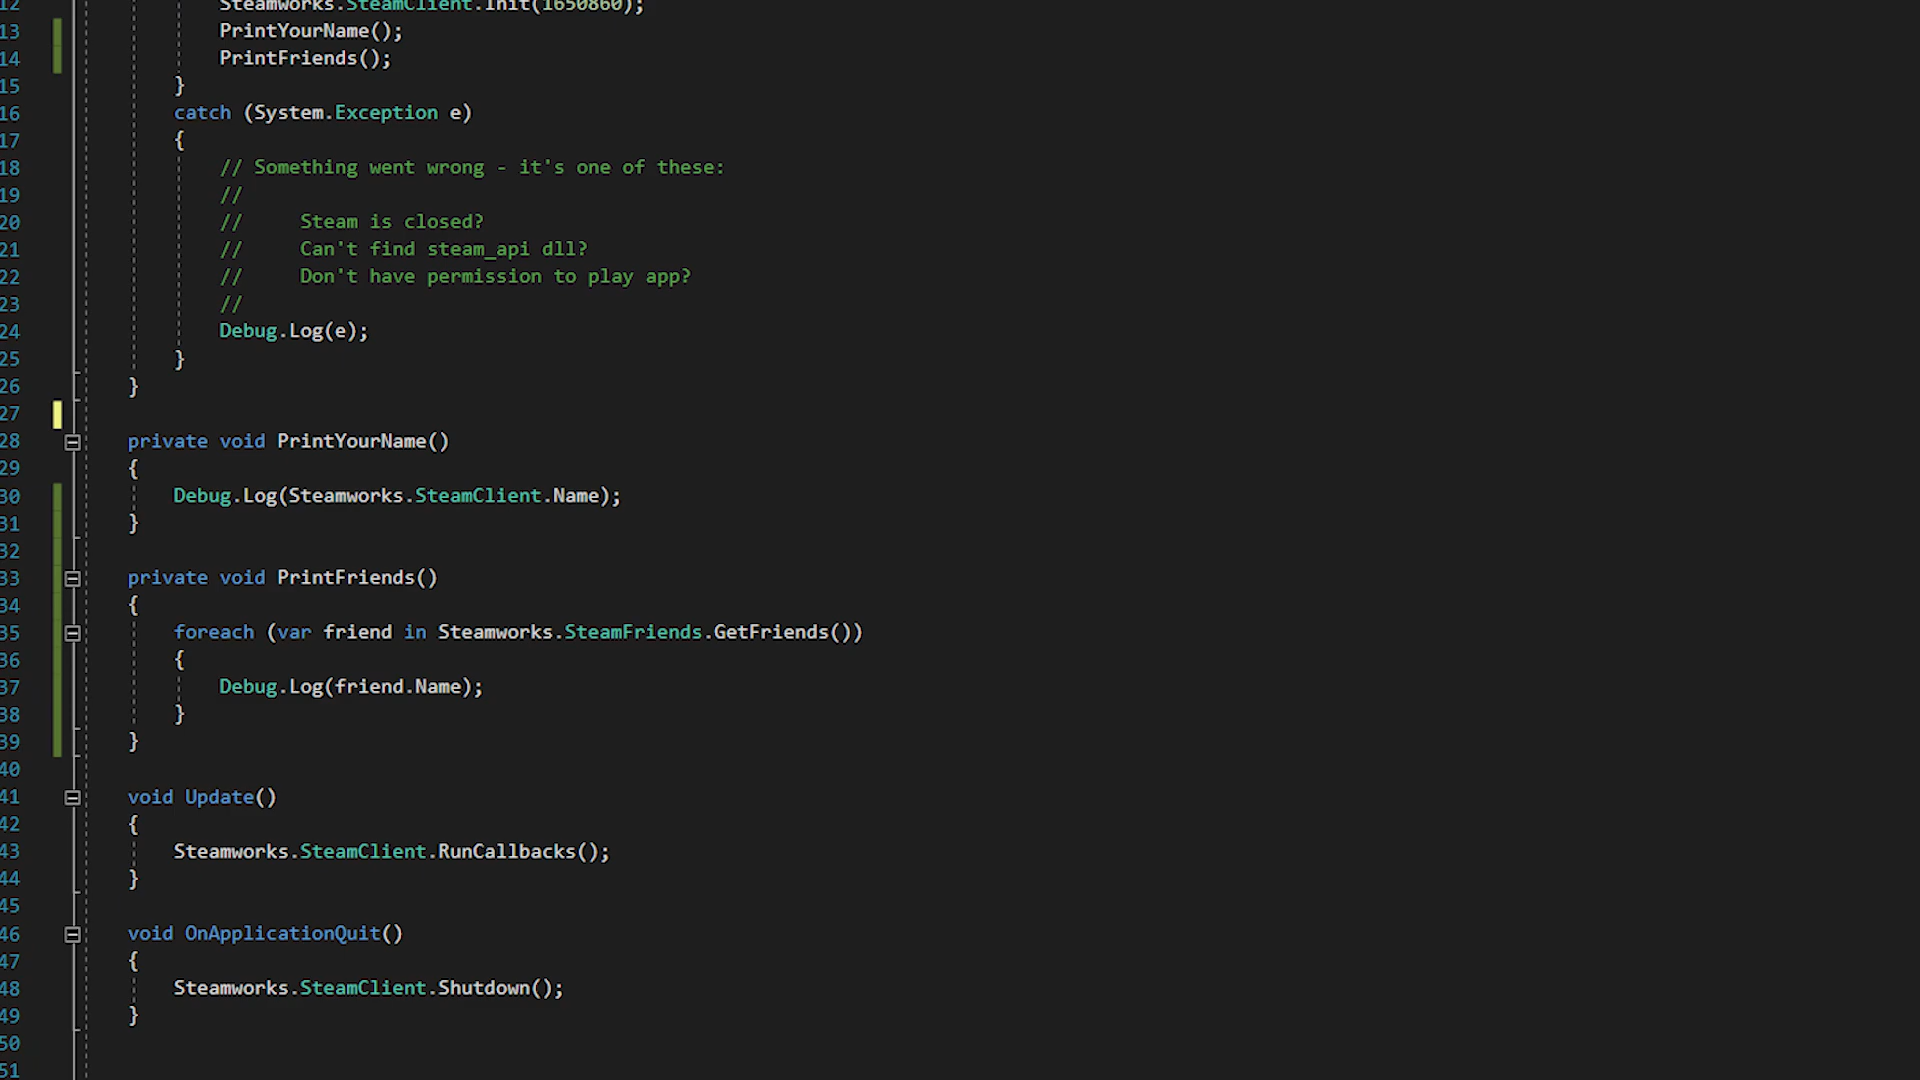 12 Steamworks.SteamClient.Init(1650860);
13 PrintYourName();
14 PrintFriends();
15 }
16 catch (System.Exception e)
17 {
18 // Something went wrong - it's one of these:
19 //
20 // Steam is closed?
21 // Can't find steam_api dll?
22 // Don't have permission to play app?
23 //
24 Debug.Log(e);
25 }
26 }
27
28 private void PrintYourName()
29 {
30 Debug.Log(Steamworks.SteamClient.Name);
31 }
32
33 private void PrintFriends()
34 {
35 foreach (var friend in Steamworks.SteamFriends.GetFriends())
36 {
37 Debug.Log(friend.Name);
38 }
39 }
40
41 void Update()
42 {
43 Steamworks.SteamClient.RunCallbacks();
44 }
45
46 void OnApplicationQuit()
47 {
48 Steamworks.SteamClient.Shutdown();
49 }
50
51